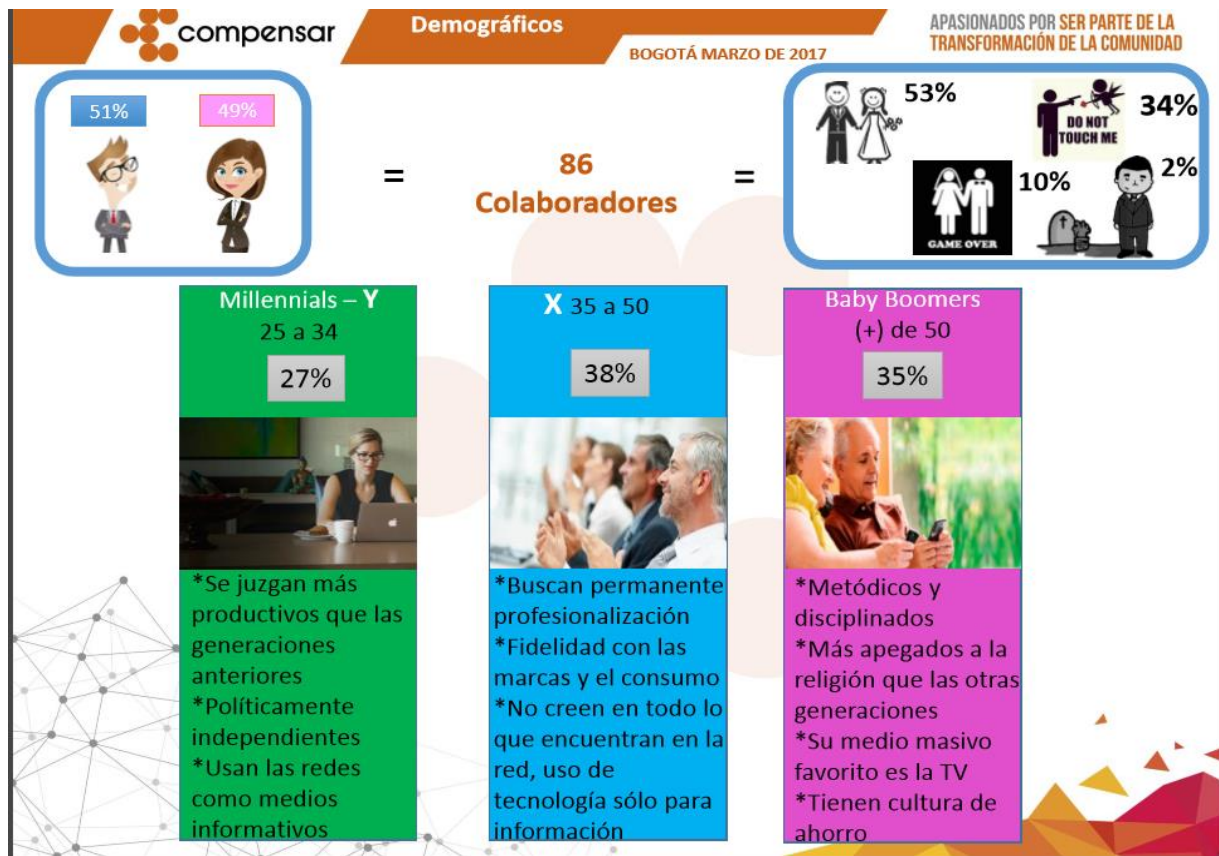 compensar
Demográficos
BOGOTÁ MARZO DE 2017
APASIONADOS POR SER PARTE DE LA
TRANSFORMACIÓN DE LA COMUNIDAD
51%
49%
=
86
Colaboradores
=
53%
DO NOT
TOUCH ME
34%
GAME OVER
10%
2%
Millennials – Y
25 a 34
27%
*Se juzgan más
productivos que las
generaciones
anteriores
*Políticamente
independientes
*Usan las redes
como medios
informativos
X 35 a 50
38%
*Buscan permanente
profesionalización
*Fidelidad con las
marcas y el consumo
*No creen en todo lo
que encuentran en la
red, uso de
tecnología sólo para
información
Baby Boomers
(+) de 50
35%
*Metódicos y
disciplinados
*Más apegados a la
religión que las otras
generaciones
*Su medio masivo
favorito es la TV
*Tienen cultura de
ahorro